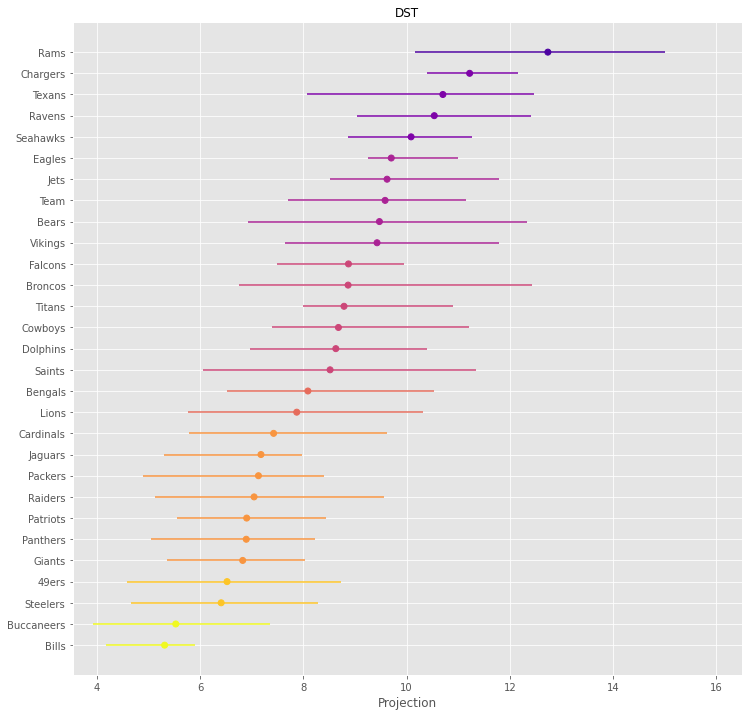 DST
Rams
Chargers
Texans
Ravens
Seahawks
Eagles
Jets
Team
Bears
Vikings
Falcons
Broncos
Titans
Cowboys
Dolphins
Saints
Bengals
Lions
Cardinals
Jaguars
Packers
Raiders
Patriots
Panthers
Giants
49ers
Steelers
Buccaneers
Bills
4 6 8 10 12 14 16
Projection